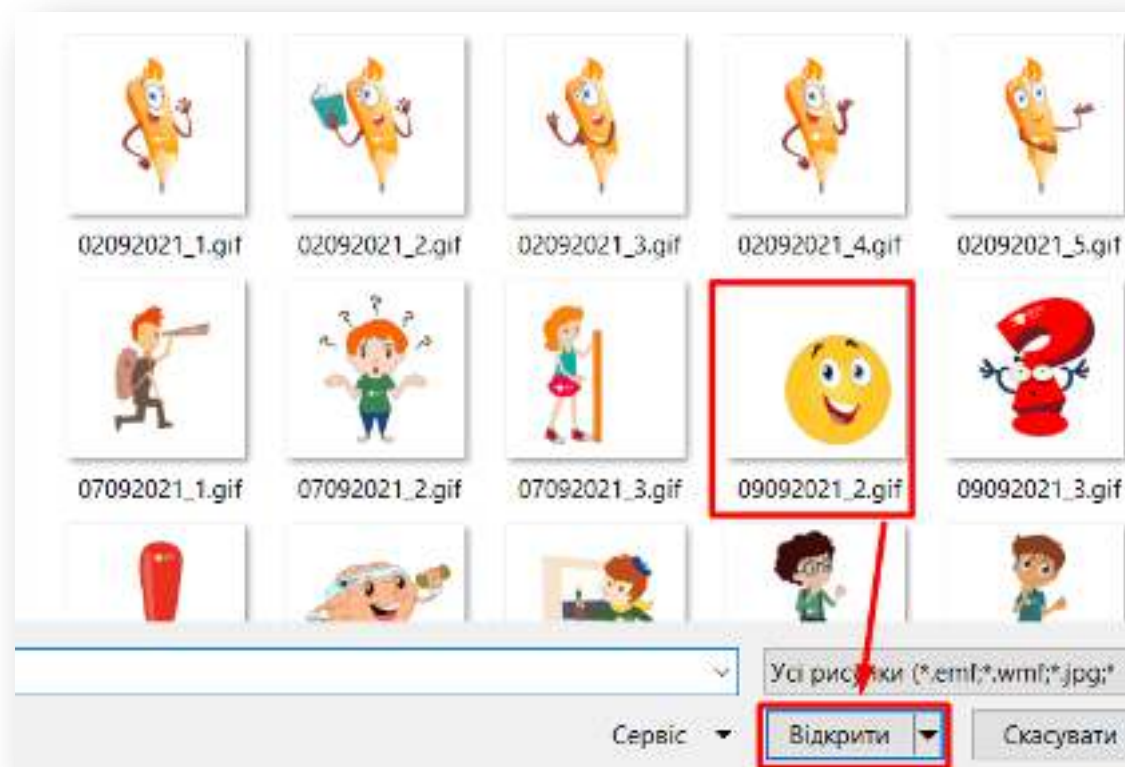 02092021_1.gif 02092021_2.gif 02092021_3.gif 02092021_4.gif 02092021_5.gif
07092021_1.gif 07092021_2.gif 07092021_3.gif 09092021_2.gif 09092021_3.gif
Усі рисунки (*.emf;*.wmf;*.jpg;*
Сервіс Відкрити Скасувати